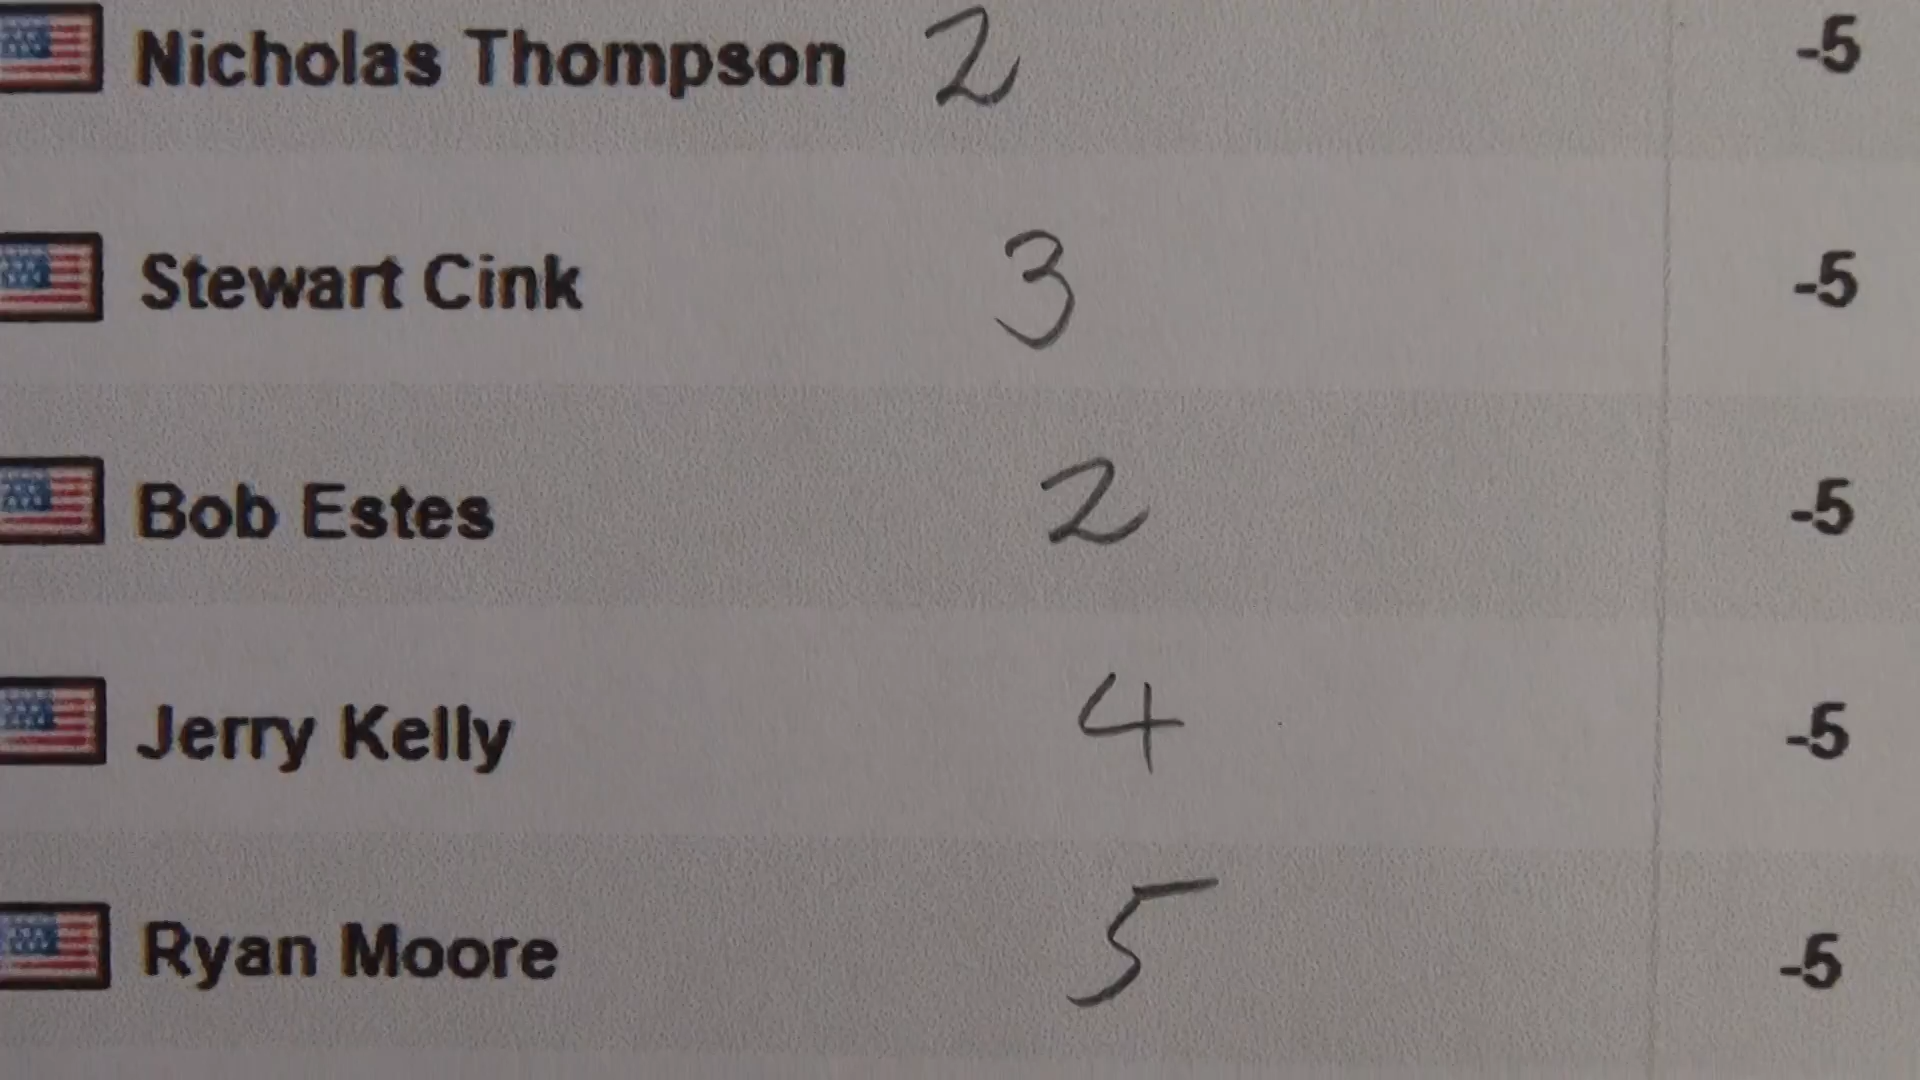 Nicholas Thompson 2 -5
Stewart Cink 3 -5
Bob Estes 2 -5
Jerry Kelly 4 -5
Ryan Moore 5 -5